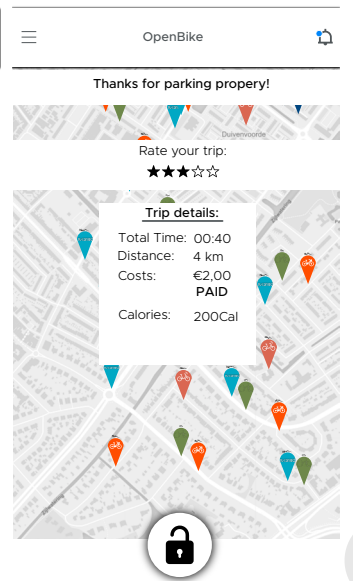 OpenBike
Thanks for parking propery!
Duivenvoorde
Rate your trip:
Trip details:
Total Time: 00:40
Distance: 4 km
Costs: €2,00
PAID
Calories: 200Cal